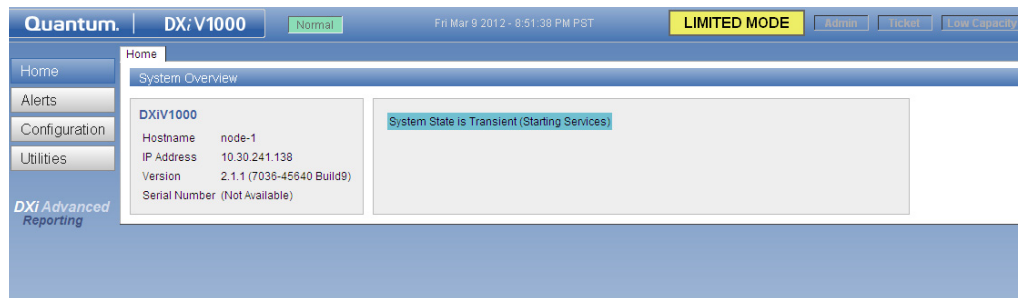 Quantum. | DXi V1000
Normal
Fri Mar 9 2012 - 8:51:38 PM PST
LIMITED MODE
Admin
Ticket
Low Capacity
Home
Home
System Overview
Alerts
Configuration
Utilities
DXi Advanced
Reporting
DXiV1000
Hostname node-1
IP Address 10.30.241.138
Version 2.1.1 (7036-45640 Build9)
Serial Number (Not Available)
System State is Transient (Starting Services)